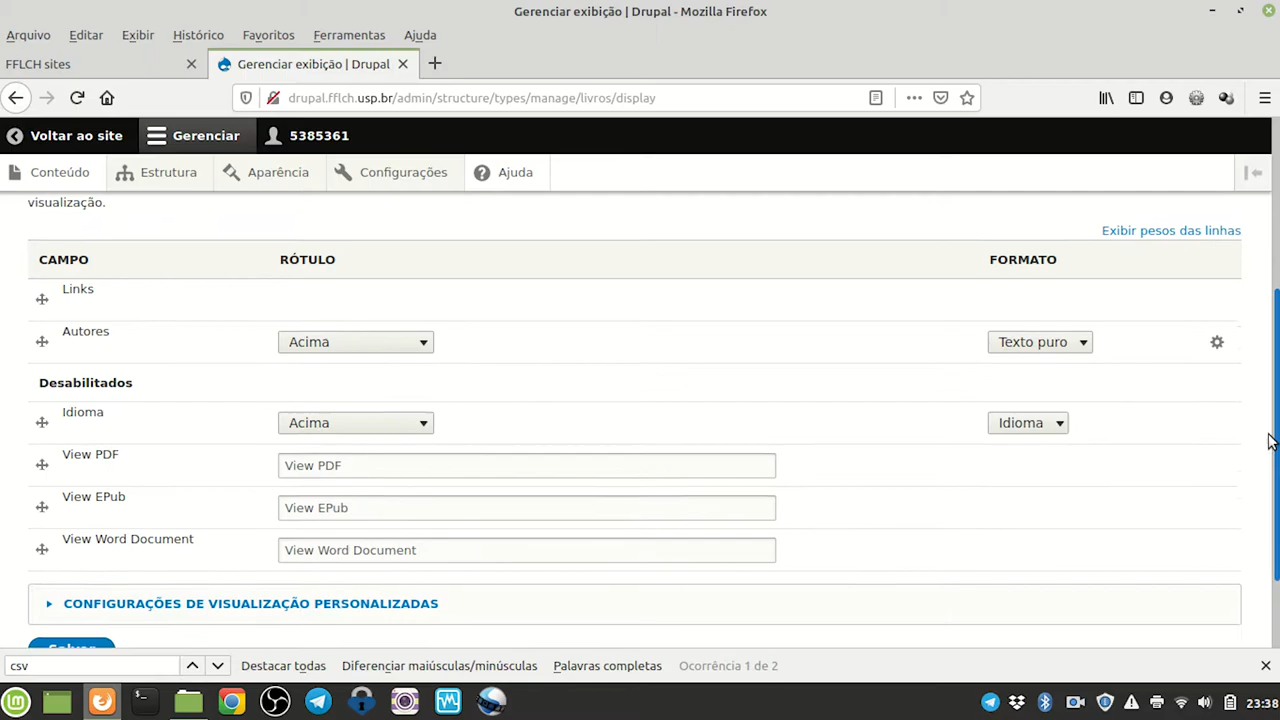 Gerenciar exibição | Drupal - Mozilla Firefox
Arquivo Editar Exibir Histórico Favoritos Ferramentas Ajuda
FFLCH sites
Gerenciar exibição | Drupal
drupal.fflch.usp.br/admin/structure/types/manage/livros/display
Voltar ao site Gerenciar 5385361
Conteúdo Estrutura Aparência Configurações Ajuda
visualização.
Exibir pesos das linhas
CAMPO RÓTULO FORMATO
Links
Autores Acima Texto puro
Desabilitados
Idioma Acima Idioma
View PDF View PDF
View EPub View EPub
View Word Document View Word Document
CONFIGURAÇÕES DE VISUALIZAÇÃO PERSONALIZADAS
Salvar
csv Destacar todas Diferenciar maiúsculas/minúsculas Palavras completas Ocorrência 1 de 2
23:38